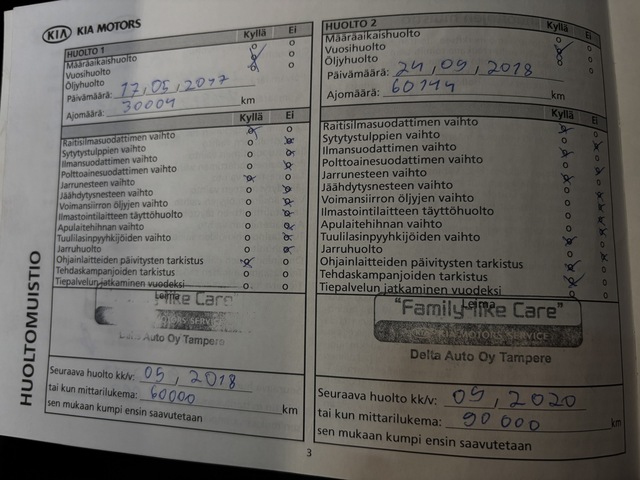 KIA KIA MOTORS
HUOLTO 1 Kyllä Ei
Määräaikaishuolto
Vuosihuolto
Öljyhuolto
Päivämäärä: 17,05,2017
Ajomäärä: 30004 km
Kyllä Ei
Raitisilmasuodattimen vaihto
Sytytystulppien vaihto
Ilmansuodattimen vaihto
Polttoainesuodattimen vaihto
Jarrunesteen vaihto
Jäähdytysnesteen vaihto
Voimansiirron öljyjen vaihto
Ilmastointilaitteen täyttöhuolto
Apulaitehihnan vaihto
Tuulilasinpyyhkijöiden vaihto
Jarruhuolto
Ohjainlaitteiden päivitysten tarkistus
Tehdaskampanjoiden tarkistus
Tiepalvelun jatkaminen vuodeksi
Leima
like Care"
MOTORS SERVICE
Delta Auto Oy Tampere
Seuraava huolto kk/v: 05, 2018
tai kun mittarilukema: 60000 km
sen mukaan kumpi ensin saavutetaan
HUOLTO 2 Kyllä Ei
Määräaikaishuolto
Vuosihuolto
Öljyhuolto
Päivämäärä: 24,09,2018
Ajomäärä: 60144 km
Kyllä Ei
Raitisilmasuodattimen vaihto
Sytytystulppien vaihto
Ilmansuodattimen vaihto
Polttoainesuodattimen vaihto
Jarrunesteen vaihto
Jäähdytysnesteen vaihto
Voimansiirron öljyjen vaihto
Ilmastointilaitteen täyttöhuolto
Apulaitehihnan vaihto
Tuulilasinpyyhkijöiden vaihto
Jarruhuolto
Ohjainlaitteiden päivitysten tarkistus
Tehdaskampanjoiden tarkistus
Tiepalvelun jatkaminen vuodeksi
Leima
"Family-like Care"
KIA MOTORS SERVICE
Delta Auto Oy Tampere
Seuraava huolto kk/v: 09, 2020
tai kun mittarilukema: 90000 km
sen mukaan kumpi ensin saavutetaan
HUOLTOMUISTIO
3